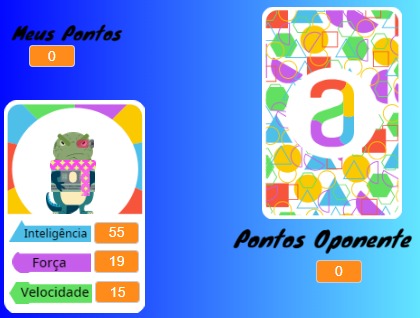 Meus Pontos
0
Inteligência 55
Força 19
Velocidade 15
a
Pontos Oponente
0